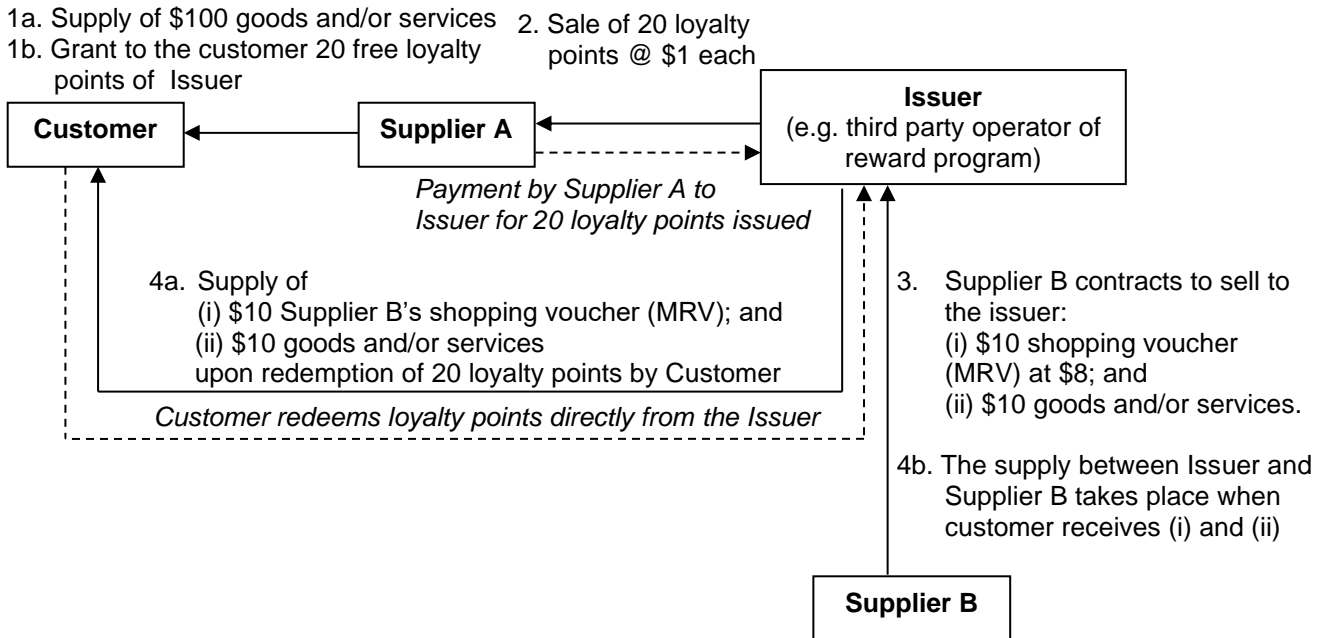 1a. Supply of $100 goods and/or services
1b. Grant to the customer 20 free loyalty
points of Issuer
2. Sale of 20 loyalty
points @ $1 each
Customer
Supplier A
Issuer
(e.g. third party operator of
reward program)
Payment by Supplier A to
Issuer for 20 loyalty points issued
4a. Supply of
(i) $10 Supplier B’s shopping voucher (MRV); and
(ii) $10 goods and/or services
upon redemption of 20 loyalty points by Customer
Customer redeems loyalty points directly from the Issuer
3. Supplier B contracts to sell to
the issuer:
(i) $10 shopping voucher
(MRV) at $8; and
(ii) $10 goods and/or services.
4b. The supply between Issuer and
Supplier B takes place when
customer receives (i) and (ii)
Supplier B